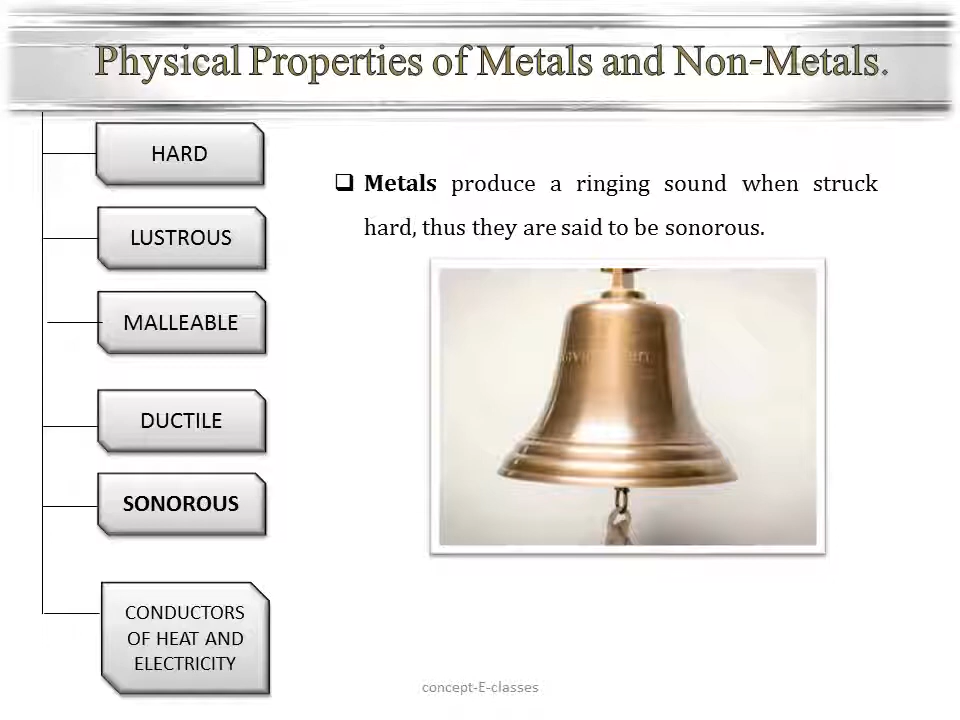 Physical Properties of Metals and Non-Metals.
HARD
LUSTROUS
MALLEABLE
DUCTILE
SONOROUS
CONDUCTORS
OF HEAT AND
ELECTRICITY
❑ Metals produce a ringing sound when struck
hard, thus they are said to be sonorous.
concept-E-classes